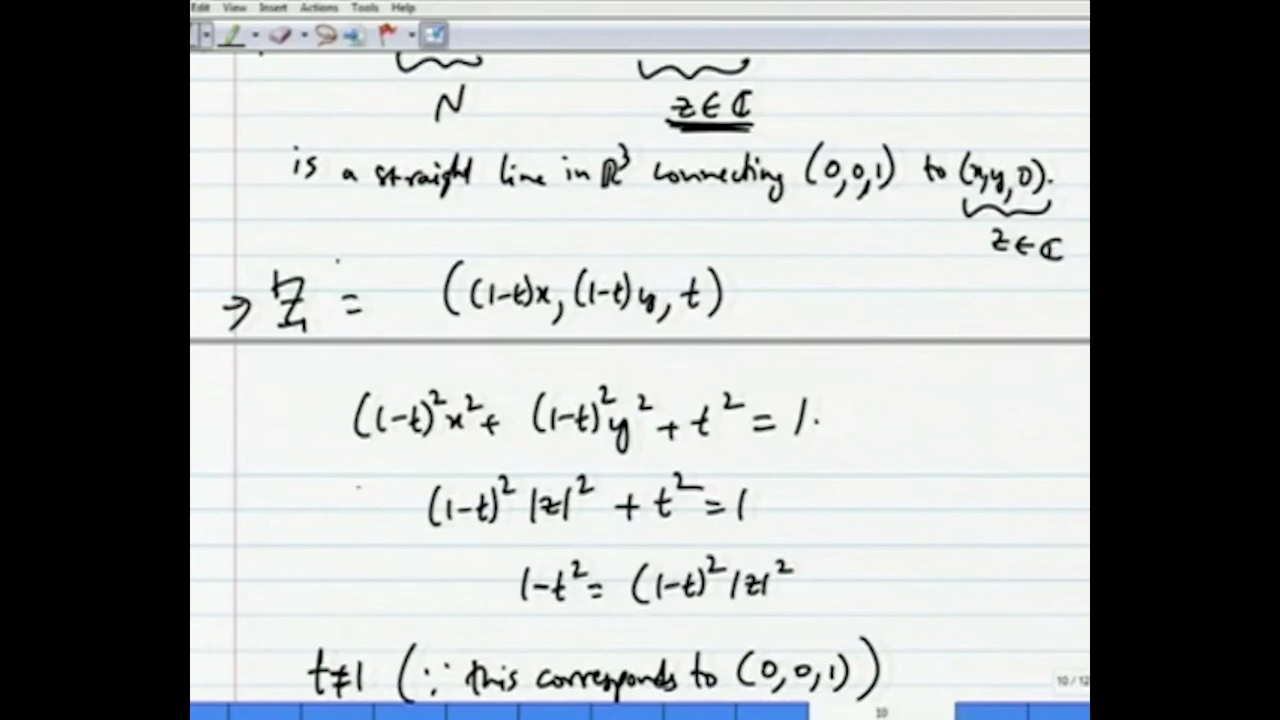 Edit View Insert Actions Tools Help
N
z ∈ ℂ
is a straight line in ℝ³ connecting (0,0,1) to (x,y,0).
z ∈ ℂ
⇒ Z = ((1-t)x, (1-t)y, t)
(1-t)²x² + (1-t)²y² + t² = 1.
(1-t)² |z|² + t² = 1
1-t² = (1-t)² |z|²
t≠1 (∵ this corresponds to (0,0,1))
10 / 12
10